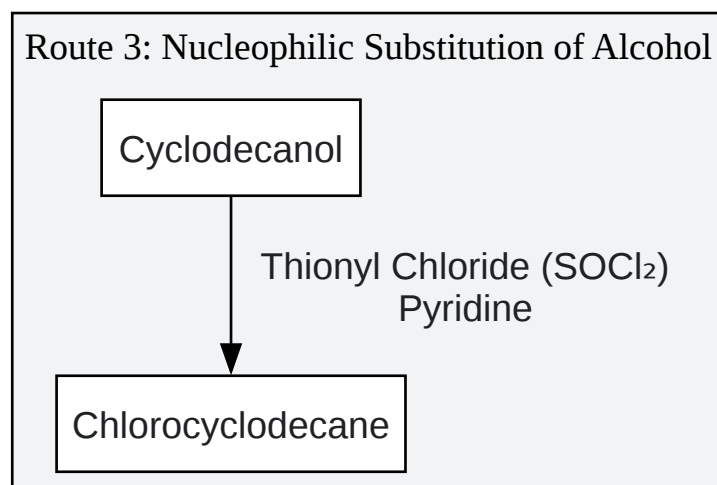 Route 3: Nucleophilic Substitution of Alcohol
Cyclodecanol
Thionyl Chloride (SOCl₂)
Pyridine
Chlorocyclodecane